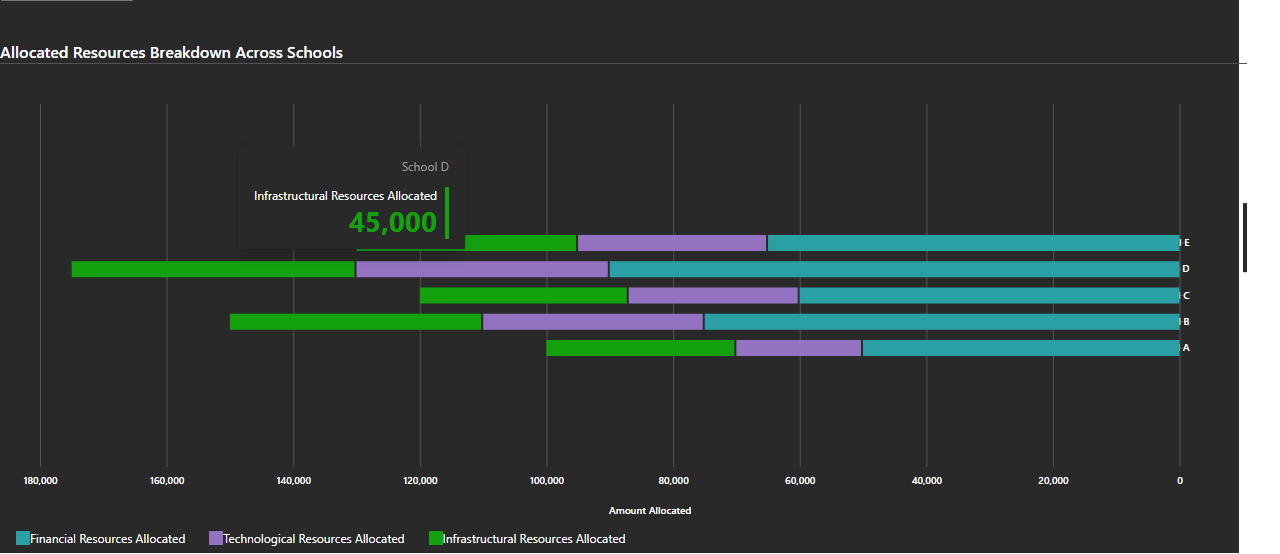 Allocated Resources Breakdown Across Schools
School D
Infrastructural Resources Allocated
45,000
E
D
C
B
A
180,000 160,000 140,000 120,000 100,000 80,000 60,000 40,000 20,000 0
Amount Allocated
Financial Resources Allocated Technological Resources Allocated Infrastructural Resources Allocated